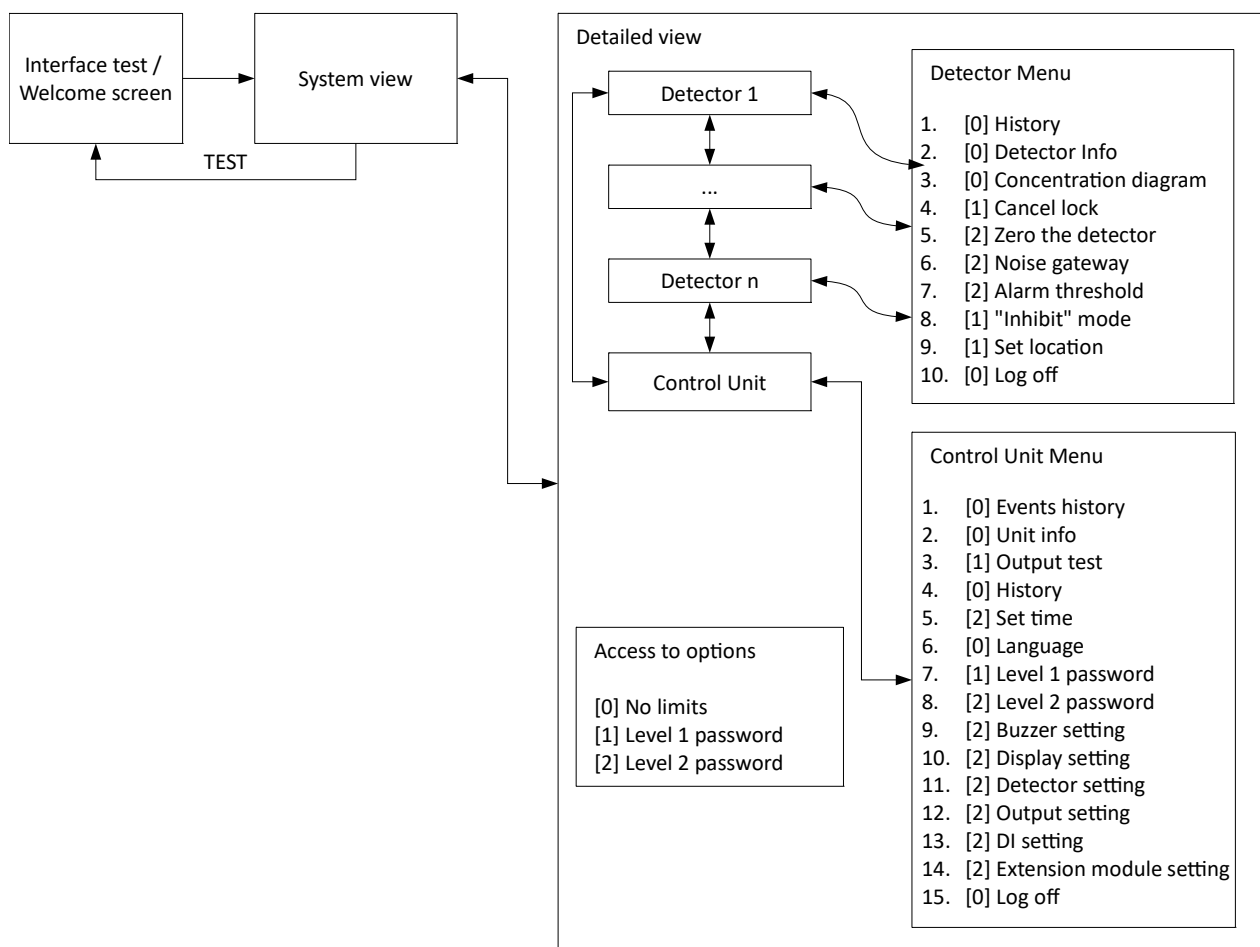 Interface test /
Welcome screen
System view
TEST
Detailed view
Detector 1
...
Detector n
Control Unit
Detector Menu
1. [0] History
2. [0] Detector Info
3. [0] Concentration diagram
4. [1] Cancel lock
5. [2] Zero the detector
6. [2] Noise gateway
7. [2] Alarm threshold
8. [1] "Inhibit" mode
9. [1] Set location
10. [0] Log off
Control Unit Menu
1. [0] Events history
2. [0] Unit info
3. [1] Output test
4. [0] History
5. [2] Set time
6. [0] Language
7. [1] Level 1 password
8. [2] Level 2 password
9. [2] Buzzer setting
10. [2] Display setting
11. [2] Detector setting
12. [2] Output setting
13. [2] DI setting
14. [2] Extension module setting
15. [0] Log off
Access to options
[0] No limits
[1] Level 1 password
[2] Level 2 password